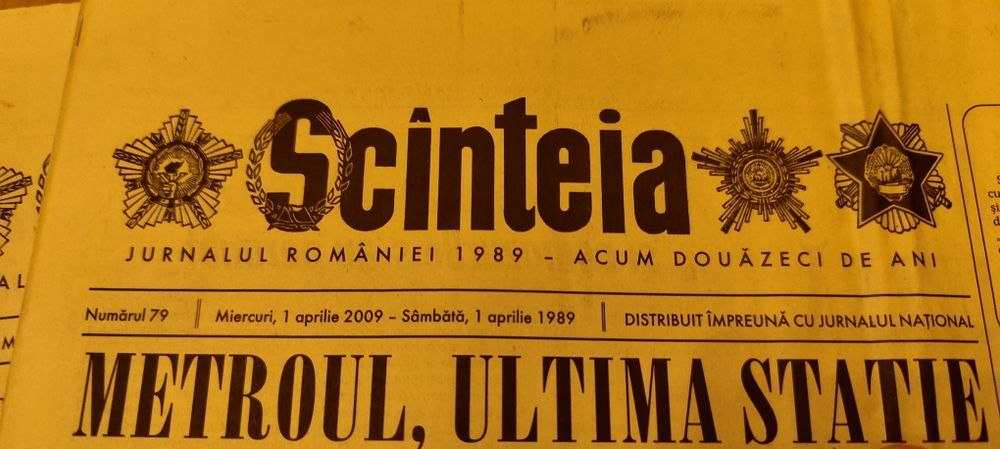 Scînteia
JURNALUL ROMÂNIEI 1989 – ACUM DOUĂZECI DE ANI
Numărul 79 | Miercuri, 1 aprilie 2009 – Sâmbătă, 1 aprilie 1989 | DISTRIBUIT ÎMPREUNĂ CU JURNALUL NAȚIONAL
METROUL, ULTIMA STAȚIE